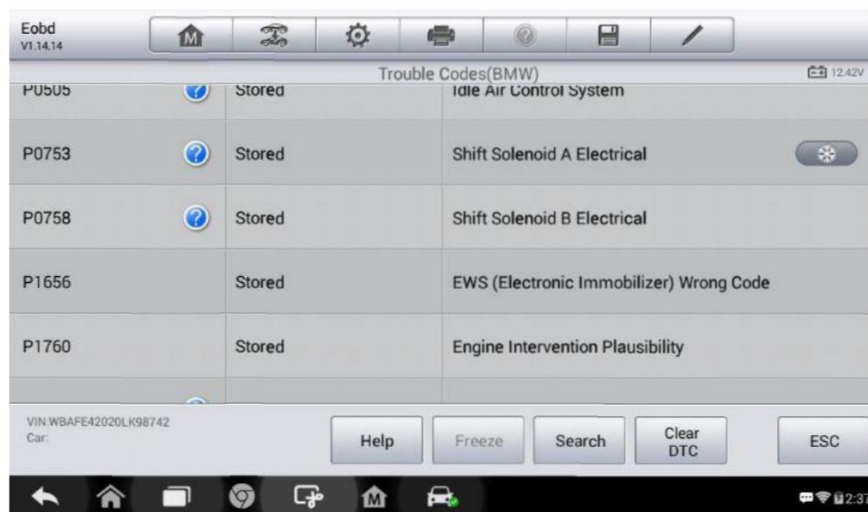 Eobd
V1.14.14
M
Trouble Codes(BMW)
12.42V
P0505 ? Stored Idle Air Control System
P0753 ? Stored Shift Solenoid A Electrical
P0758 ? Stored Shift Solenoid B Electrical
P1656 Stored EWS (Electronic Immobilizer) Wrong Code
P1760 Stored Engine Intervention Plausibility
VIN:WBAFE42020LK98742
Car:
Help Freeze Search Clear DTC ESC
M
2:37